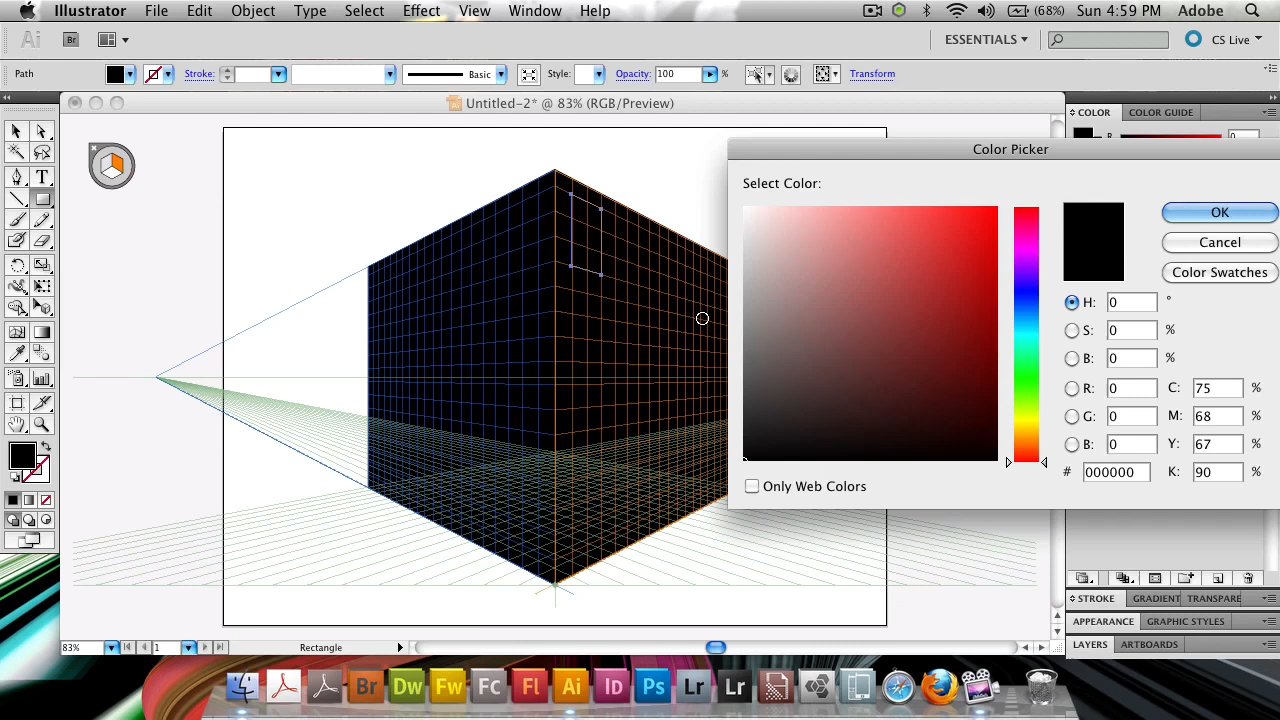 Illustrator File Edit Object Type Select Effect View Window Help (68%) Sun 4:59 PM Adobe
Ai Br ESSENTIALS CS Live
Path Stroke: Basic Style: Opacity: 100 % Transform
Untitled-2* @ 83% (RGB/Preview)
COLOR COLOR GUIDE
R 0
Color Picker
Select Color:
OK
Cancel
Color Swatches
H: 0 °
S: 0 %
B: 0 %
R: 0 C: 75 %
G: 0 M: 68 %
B: 0 Y: 67 %
# 000000 K: 90 %
Only Web Colors
STROKE GRADIENT TRANSPARE
APPEARANCE GRAPHIC STYLES
LAYERS ARTBOARDS
83% 1 Rectangle
Br Dw Fw Fc Fl Ai Id Ps Lr Lr